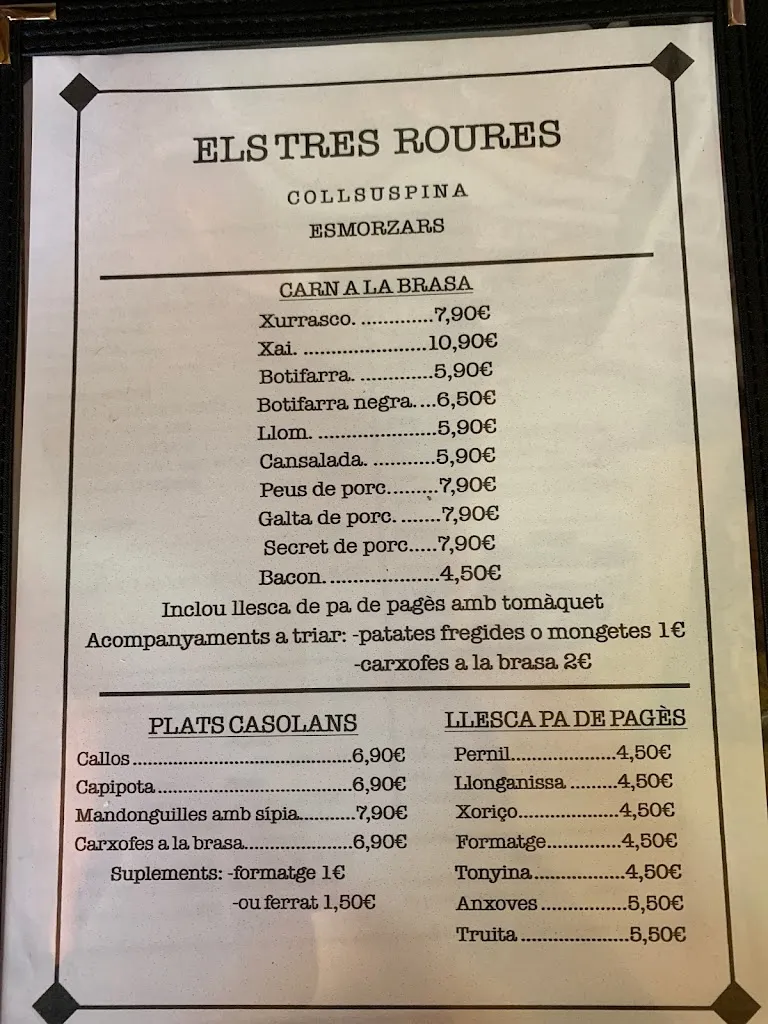 ELS TRES ROURES
COLLSUSPINA
ESMORZARS
CARN A LA BRASA
Xurrasco. .............7,90€
Xai. .......................10,90€
Botifarra. .............5,90€
Botifarra negra....6,50€
Llom. .....................5,90€
Cansalada. ...........5,90€
Peus de porc.........7,90€
Galta de porc. .......7,90€
Secret de porc.....7,90€
Bacon.....................4,50€
Inclou llesca de pa de pagès amb tomàquet
Acompanyaments a triar: -patates fregides o mongetes 1€
-carxofes a la brasa 2€
PLATS CASOLANS
Callos.......................................6,90€
Capipota...................................6,90€
Mandonguilles amb sípia..........7,90€
Carxofes a la brasa...................6,90€
Suplements: -formatge 1€
-ou ferrat 1,50€
LLESCA PA DE PAGÈS
Pernil...................4,50€
Llonganissa .........4,50€
Xoriço...................4,50€
Formatge..............4,50€
Tonyina.................4,50€
Anxoves................5,50€
Truita....................5,50€